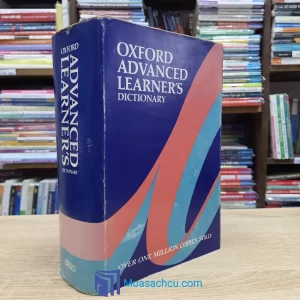 OXFORD
ADVANCED
LEARNER'S
DICTIONARY
OVER ONE MILLION COPIES SOLD
OXFORD
ADVANCED
LEARNER'S
DICTIONARY
Muasachcu.com